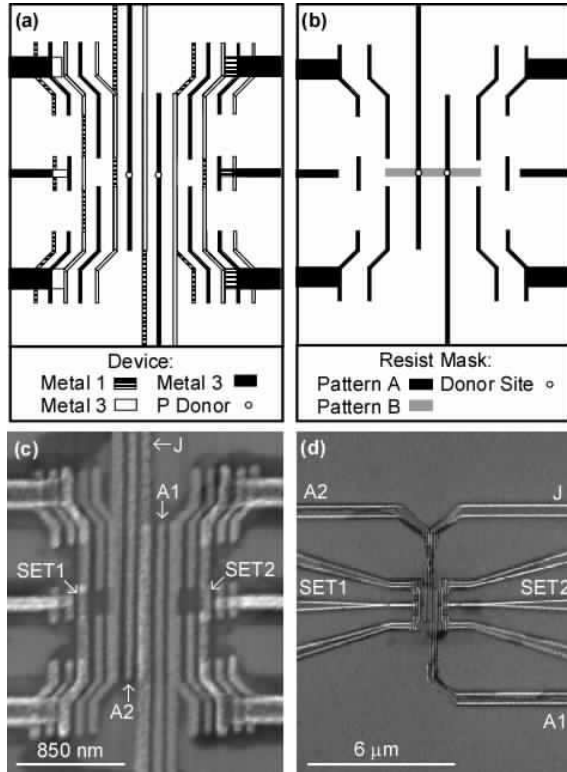 (a)
Device:
Metal 1 Metal 3
Metal 3 P Donor
(b)
Resist Mask:
Pattern A Donor Site
Pattern B
(c)
J
A1
SET1
SET2
A2
850 nm
(d)
A2
J
SET1
SET2
A1
6 µm